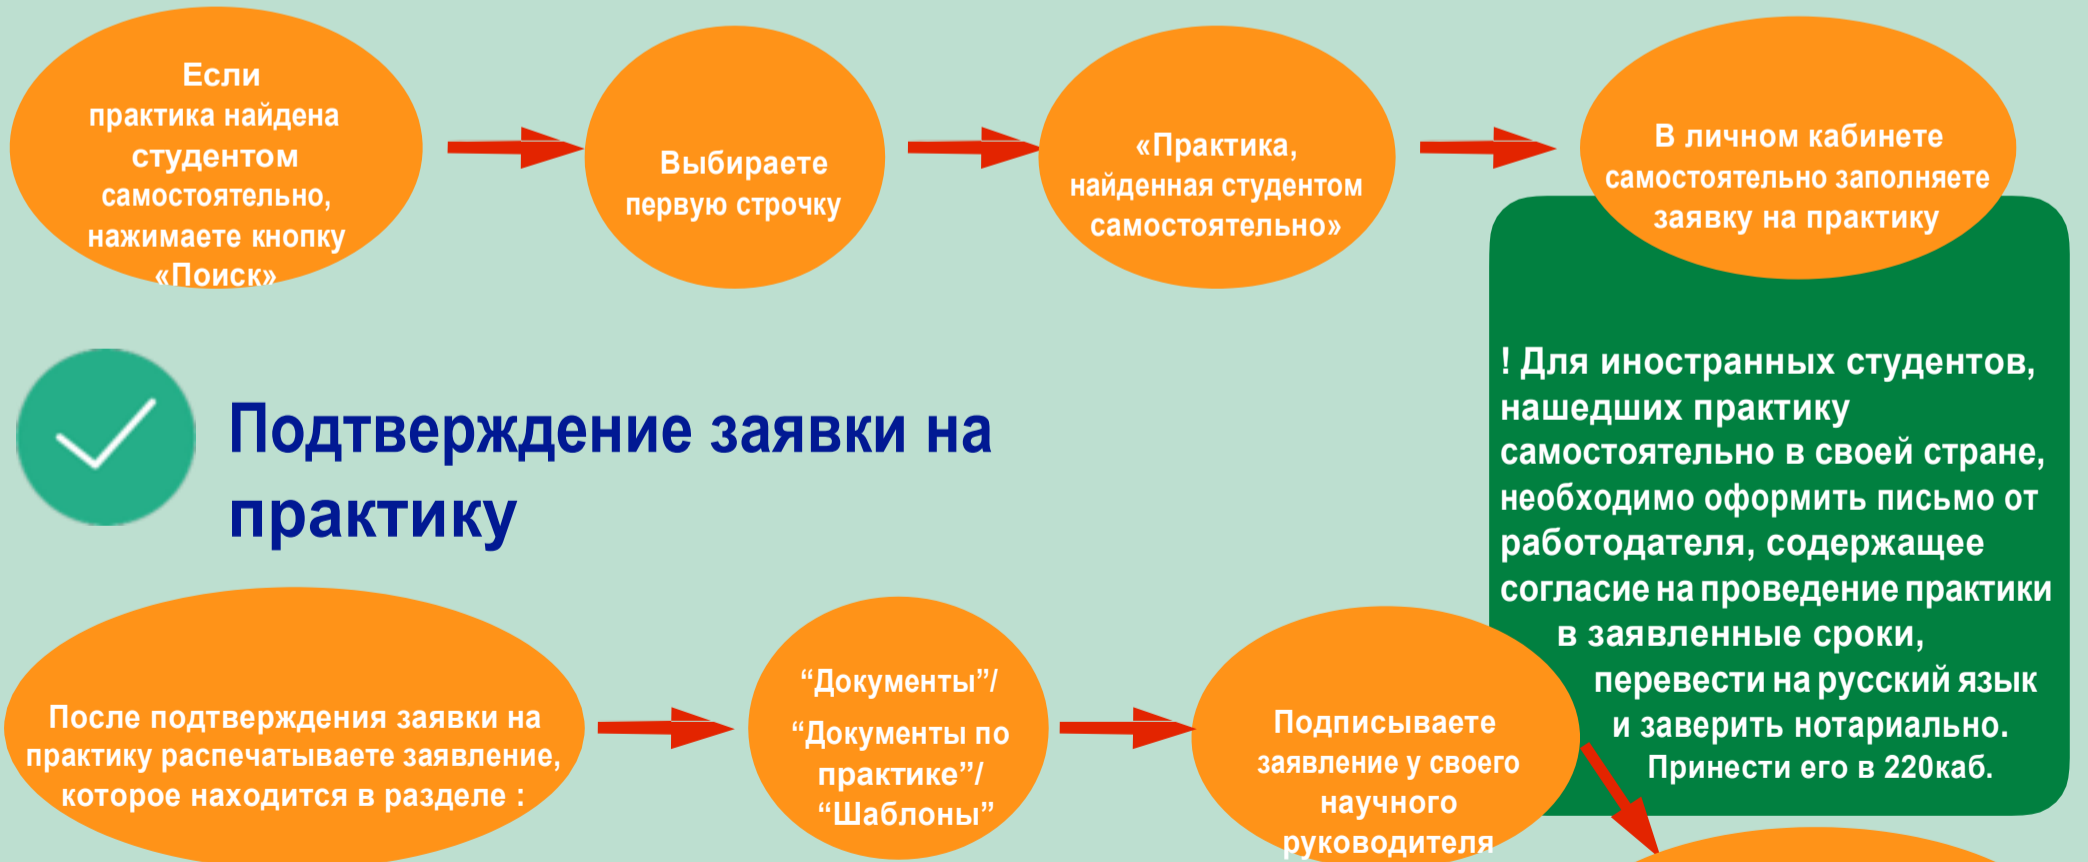 Если
практика найдена
студентом
самостоятельно,
нажимаете кнопку
«Поиск»
Выбираете
первую строчку
«Практика,
найденная студентом
самостоятельно»
В личном кабинете
самостоятельно заполняете
заявку на практику
! Для иностранных студентов,
нашедших практику
самостоятельно в своей стране,
необходимо оформить письмо от
работодателя, содержащее
согласие на проведение практики
в заявленные сроки,
перевести на русский язык
и заверить нотариально.
Принести его в 220каб.
Подтверждение заявки на
практику
После подтверждения заявки на
практику распечатываете заявление,
которое находится в разделе :
“Документы”/
“Документы по
практике”/
“Шаблоны”
Подписываете
заявление у своего
научного
руководителя